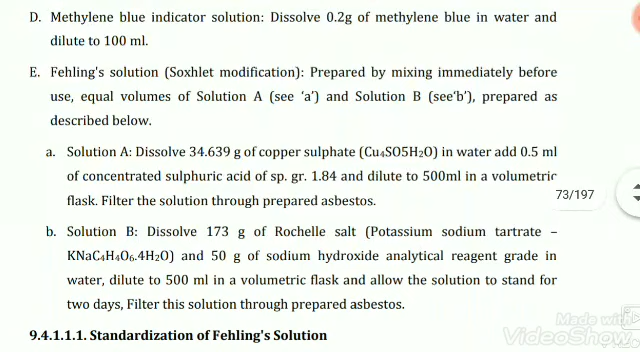 D. Methylene blue indicator solution: Dissolve 0.2g of methylene blue in water and
dilute to 100 ml.
E. Fehling's solution (Soxhlet modification): Prepared by mixing immediately before
use, equal volumes of Solution A (see 'a') and Solution B (see'b'), prepared as
described below.
a. Solution A: Dissolve 34.639 g of copper sulphate (Cu₄SO5H₂O) in water add 0.5 ml
of concentrated sulphuric acid of sp. gr. 1.84 and dilute to 500ml in a volumetric
flask. Filter the solution through prepared asbestos.
73/197
b. Solution B: Dissolve 173 g of Rochelle salt (Potassium sodium tartrate –
KNaC₄H₄O₆.4H₂O) and 50 g of sodium hydroxide analytical reagent grade in
water, dilute to 500 ml in a volumetric flask and allow the solution to stand for
two days, Filter this solution through prepared asbestos.
9.4.1.1.1. Standardization of Fehling's Solution
Made with
VideoShow